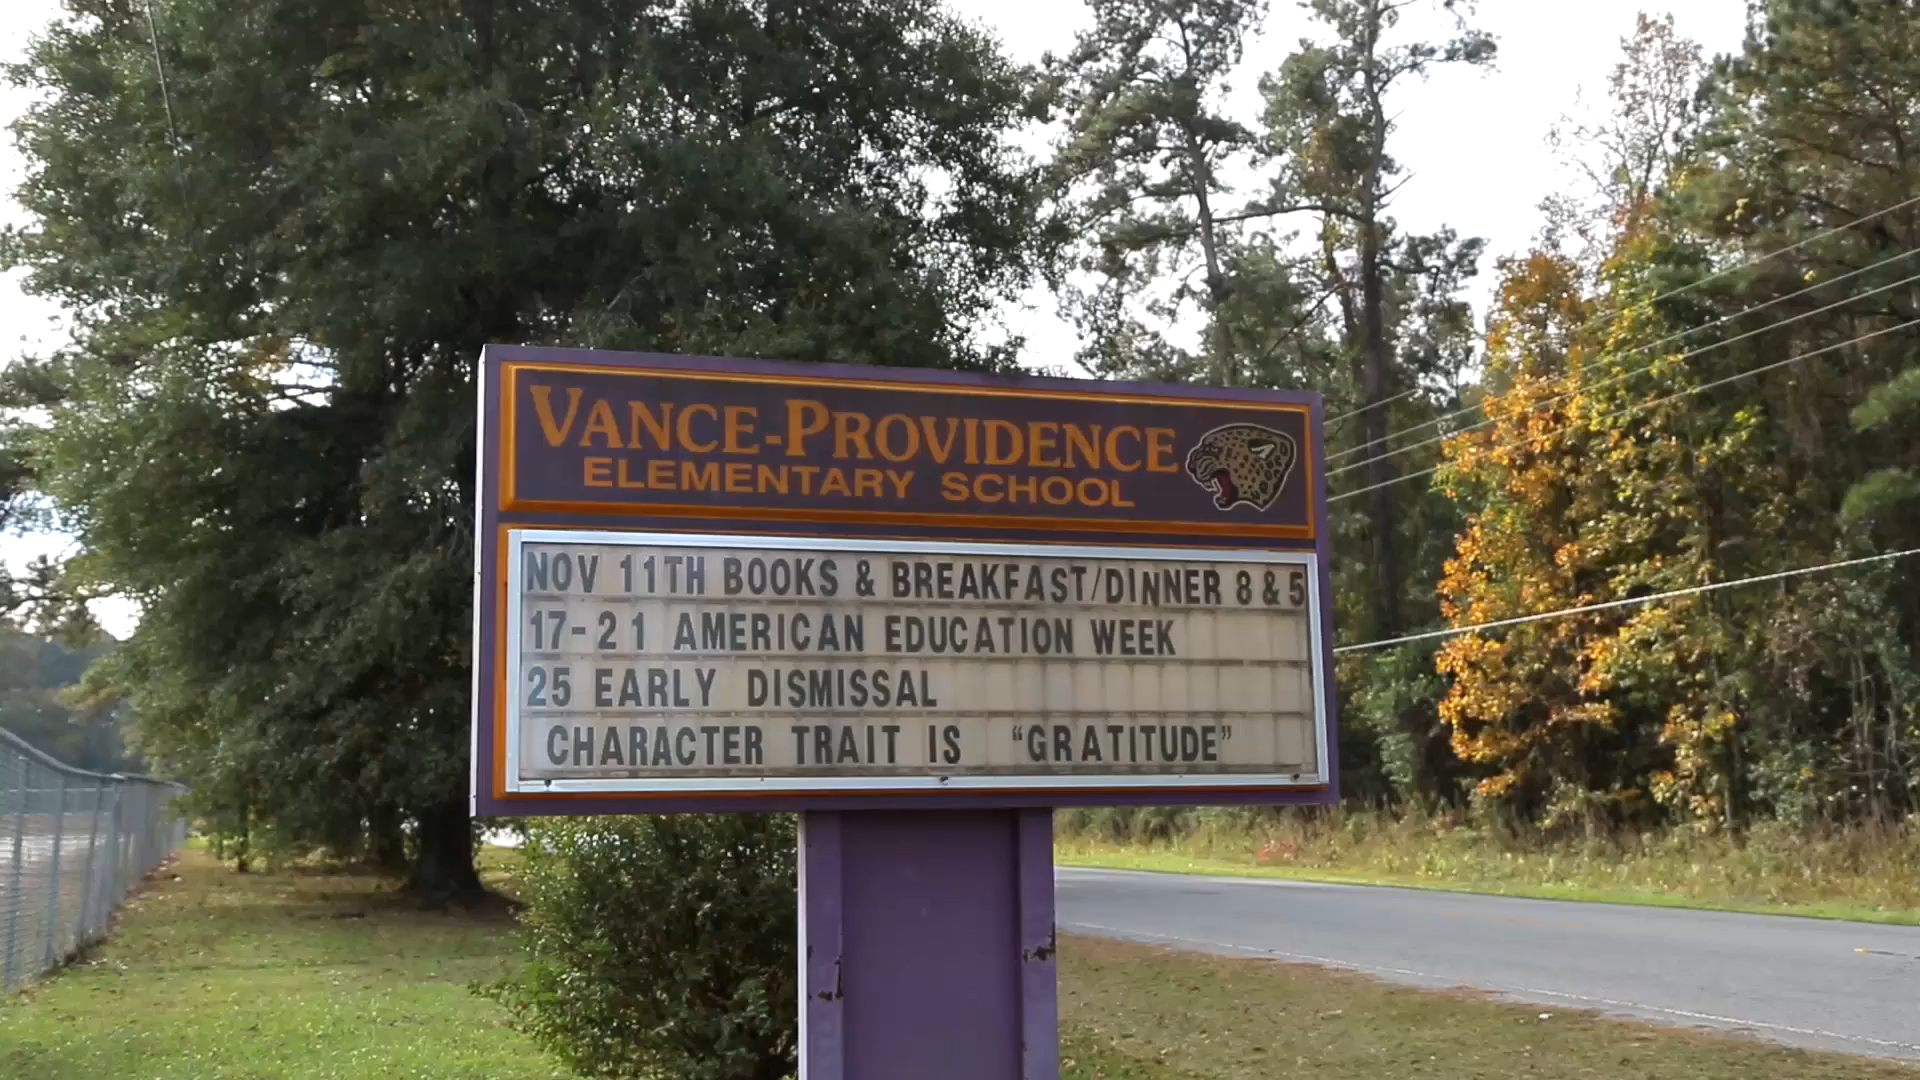 VANCE-PROVIDENCE
ELEMENTARY SCHOOL
NOV 11TH BOOKS & BREAKFAST/DINNER 8 & 5
17-21 AMERICAN EDUCATION WEEK
25 EARLY DISMISSAL
CHARACTER TRAIT IS "GRATITUDE"